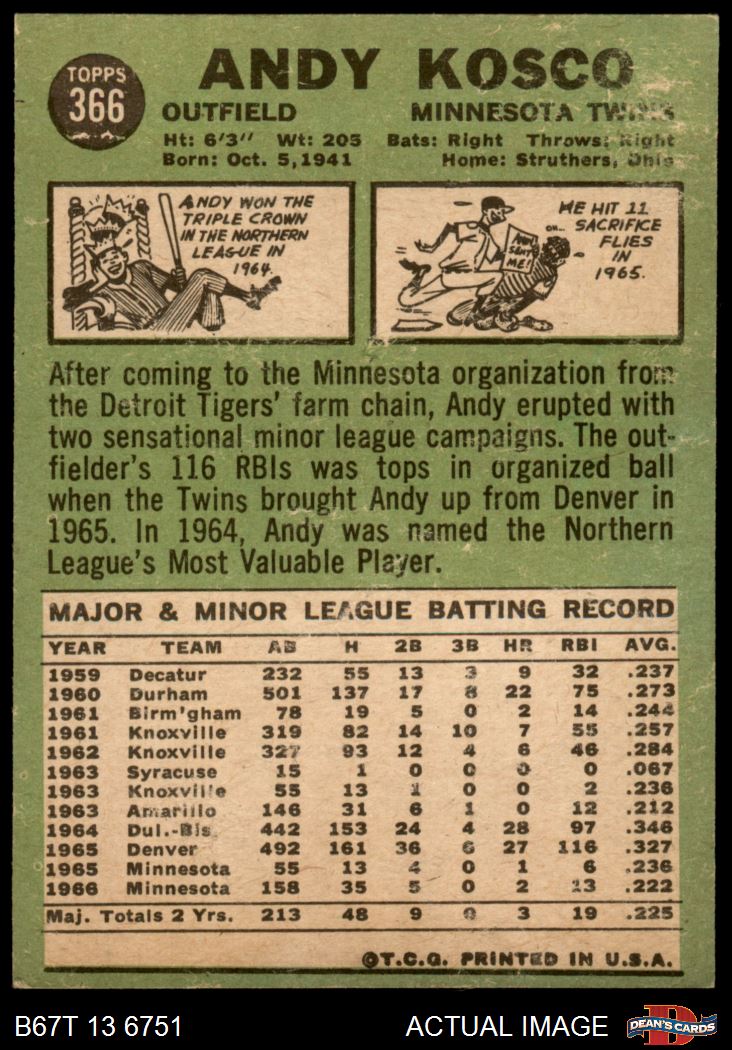 TOPPS
366
ANDY KOSCO
OUTFIELD MINNESOTA TWINS
Ht: 6'3" Wt: 205 Bats: Right Throws: Right
Born: Oct. 5, 1941 Home: Struthers, Ohio
ANDY WON THE
TRIPLE CROWN
IN THE NORTHERN
LEAGUE IN
1964.
HE HIT 11
SACRIFICE
FLIES
IN
1965.
OH...
ANDY
SENT
ME!
After coming to the Minnesota organization from
the Detroit Tigers' farm chain, Andy erupted with
two sensational minor league campaigns. The out-
fielder's 116 RBIs was tops in organized ball
when the Twins brought Andy up from Denver in
1965. In 1964, Andy was named the Northern
League's Most Valuable Player.
MAJOR & MINOR LEAGUE BATTING RECORD
YEAR TEAM AB H 2B 3B HR RBI AVG.
1959 Decatur 232 55 13 3 9 32 .237
1960 Durham 501 137 17 8 22 75 .273
1961 Birm'gham 78 19 5 0 2 14 .244
1961 Knoxville 319 82 14 10 7 55 .257
1962 Knoxville 327 93 12 4 6 46 .284
1963 Syracuse 15 1 0 0 0 0 .067
1963 Knoxville 55 13 1 0 0 2 .236
1963 Amarillo 146 31 6 1 0 12 .212
1964 Dul.-Bis. 442 153 24 4 28 97 .346
1965 Denver 492 161 36 6 27 116 .327
1965 Minnesota 55 13 4 0 1 6 .236
1966 Minnesota 158 35 5 0 2 13 .222
Maj. Totals 2 Yrs. 213 48 9 0 3 19 .225
©T.C.G. PRINTED IN U.S.A.
B67T 13 6751 ACTUAL IMAGE
D
DEAN'S CARDS